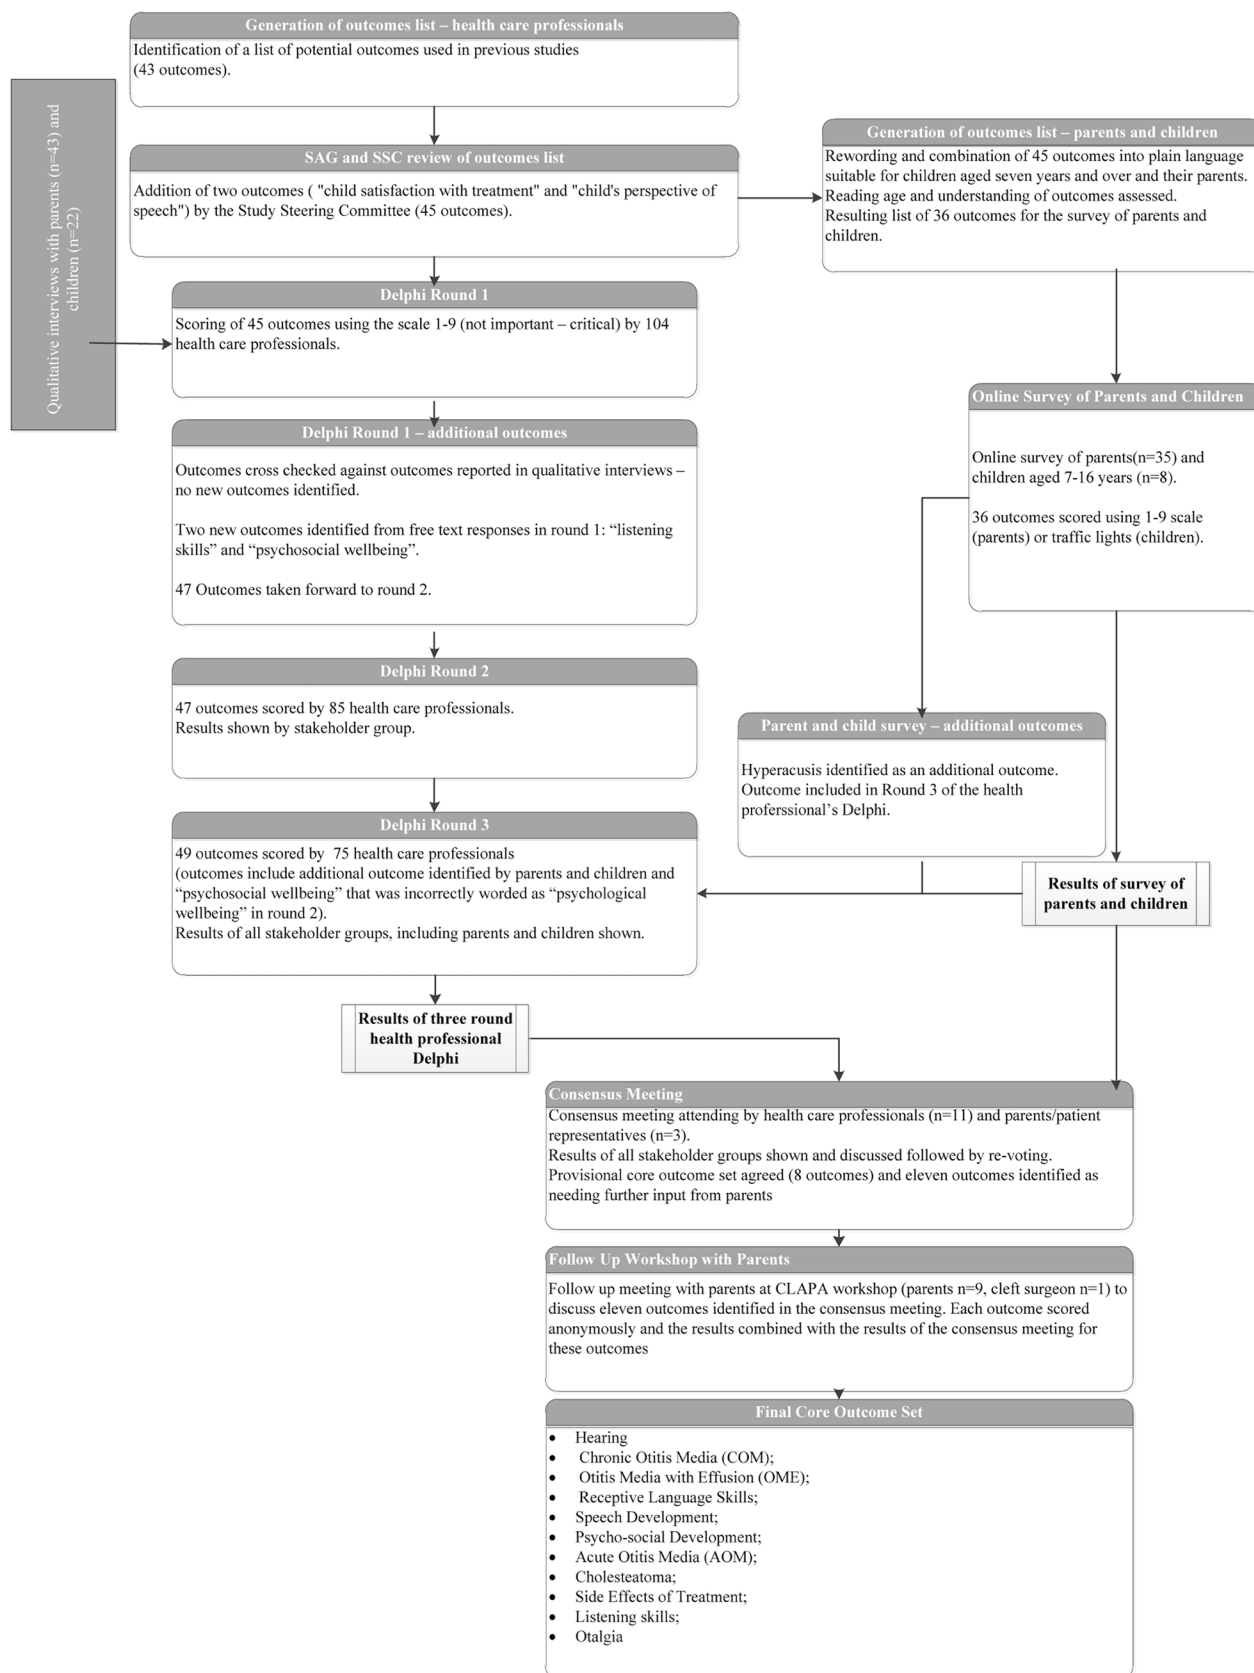 Generation of outcomes list – health care professionals
Identification of a list of potential outcomes used in previous studies
(43 outcomes).
Qualitative interviews with parents (n=43) and
children (n=22)
SAG and SSC review of outcomes list
Addition of two outcomes ( "child satisfaction with treatment" and "child's perspective of
speech") by the Study Steering Committee (45 outcomes).
Generation of outcomes list – parents and children
Rewording and combination of 45 outcomes into plain language
suitable for children aged seven years and over and their parents.
Reading age and understanding of outcomes assessed.
Resulting list of 36 outcomes for the survey of parents and
children.
Delphi Round 1
Scoring of 45 outcomes using the scale 1-9 (not important – critical) by 104
health care professionals.
Delphi Round 1 – additional outcomes
Outcomes cross checked against outcomes reported in qualitative interviews –
no new outcomes identified.
Two new outcomes identified from free text responses in round 1: “listening
skills” and “psychosocial wellbeing”.
47 Outcomes taken forward to round 2.
Online Survey of Parents and Children
Online survey of parents(n=35) and
children aged 7-16 years (n=8).
36 outcomes scored using 1-9 scale
(parents) or traffic lights (children).
Delphi Round 2
47 outcomes scored by 85 health care professionals.
Results shown by stakeholder group.
Parent and child survey – additional outcomes
Hyperacusis identified as an additional outcome.
Outcome included in Round 3 of the health
proferssional’s Delphi.
Delphi Round 3
49 outcomes scored by  75 health care professionals
(outcomes include additional outcome identified by parents and children and
“psychosocial wellbeing” that was incorrectly worded as “psychological
wellbeing” in round 2).
Results of all stakeholder groups, including parents and children shown.
Results of survey of
parents and children
Results of three round
health professional
Delphi
Consensus Meeting
Consensus meeting attending by health care professionals (n=11) and parents/patient
representatives (n=3).
Results of all stakeholder groups shown and discussed followed by re-voting.
Provisional core outcome set agreed (8 outcomes) and eleven outcomes identified as
needing further input from parents
Follow Up Workshop with Parents
Follow up meeting with parents at CLAPA workshop (parents n=9, cleft surgeon n=1) to
discuss eleven outcomes identified in the consensus meeting. Each outcome scored
anonymously and the results combined with the results of the consensus meeting for
these outcomes
Final Core Outcome Set
• Hearing
• Chronic Otitis Media (COM);
• Otitis Media with Effusion (OME);
• Receptive Language Skills;
• Speech Development;
• Psycho-social Development;
• Acute Otitis Media (AOM);
• Cholesteatoma;
• Side Effects of Treatment;
• Listening skills;
• Otalgia